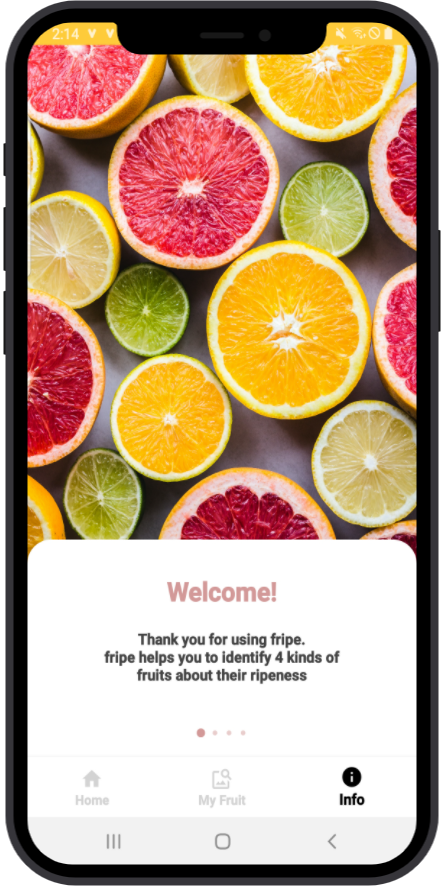 2:14
Welcome!
Thank you for using fripe.
fripe helps you to identify 4 kinds of
fruits about their ripeness
Home
My Fruit
Info